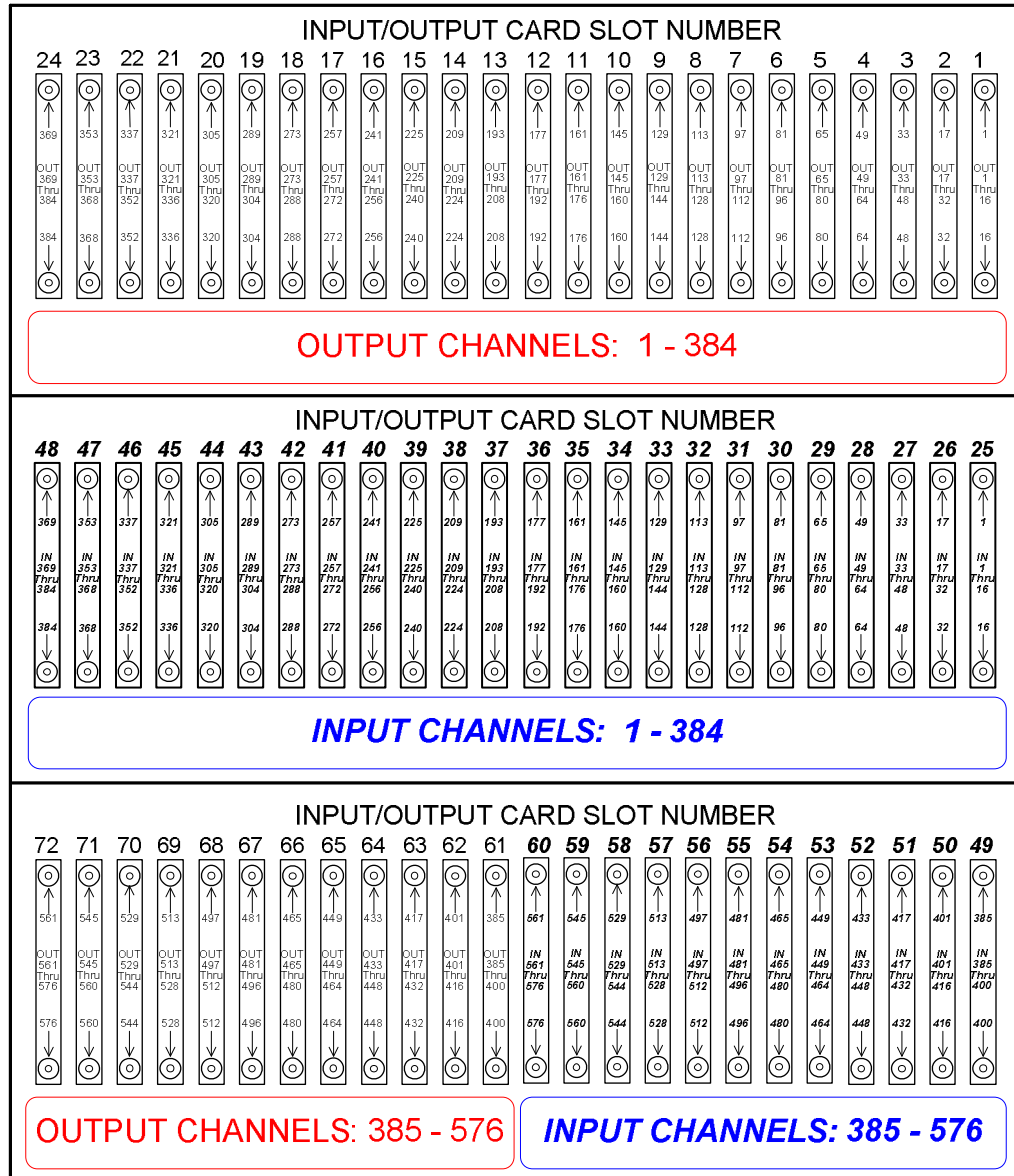 INPUT/OUTPUT CARD SLOT NUMBER
24 23 22 21 20 19 18 17 16 15 14 13 12 11 10 9 8 7 6 5 4 3 2 1
369 353 337 321 305 289 273 257 241 225 209 193 177 161 145 129 113 97 81 65 49 33 17 1
OUT OUT OUT OUT OUT OUT OUT OUT OUT OUT OUT OUT OUT OUT OUT OUT OUT OUT OUT OUT OUT OUT OUT OUT
369 353 337 321 305 289 273 257 241 225 209 193 177 161 145 129 113 97 81 65 49 33 17 1
Thru Thru Thru Thru Thru Thru Thru Thru Thru Thru Thru Thru Thru Thru Thru Thru Thru Thru Thru Thru Thru Thru Thru Thru
384 368 352 336 320 304 288 272 256 240 224 208 192 176 160 144 128 112 96 80 64 48 32 16
384 368 352 336 320 304 288 272 256 240 224 208 192 176 160 144 128 112 96 80 64 48 32 16
OUTPUT CHANNELS: 1 - 384
INPUT/OUTPUT CARD SLOT NUMBER
48 47 46 45 44 43 42 41 40 39 38 37 36 35 34 33 32 31 30 29 28 27 26 25
369 353 337 321 305 289 273 257 241 225 209 193 177 161 145 129 113 97 81 65 49 33 17 1
IN IN IN IN IN IN IN IN IN IN IN IN IN IN IN IN IN IN IN IN IN IN IN IN
369 353 337 321 305 289 273 257 241 225 209 193 177 161 145 129 113 97 81 65 49 33 17 1
Thru Thru Thru Thru Thru Thru Thru Thru Thru Thru Thru Thru Thru Thru Thru Thru Thru Thru Thru Thru Thru Thru Thru Thru
384 368 352 336 320 304 288 272 256 240 224 208 192 176 160 144 128 112 96 80 64 48 32 16
384 368 352 336 320 304 288 272 256 240 224 208 192 176 160 144 128 112 96 80 64 48 32 16
INPUT CHANNELS: 1 - 384
INPUT/OUTPUT CARD SLOT NUMBER
72 71 70 69 68 67 66 65 64 63 62 61 60 59 58 57 56 55 54 53 52 51 50 49
561 545 529 513 497 481 465 449 433 417 401 385 561 545 529 513 497 481 465 449 433 417 401 385
OUT OUT OUT OUT OUT OUT OUT OUT OUT OUT OUT OUT IN IN IN IN IN IN IN IN IN IN IN IN
561 545 529 513 497 481 465 449 433 417 401 385 561 545 529 513 497 481 465 449 433 417 401 385
Thru Thru Thru Thru Thru Thru Thru Thru Thru Thru Thru Thru Thru Thru Thru Thru Thru Thru Thru Thru Thru Thru Thru Thru
576 560 544 528 512 496 480 464 448 432 416 400 576 560 544 528 512 496 480 464 448 432 416 400
576 560 544 528 512 496 480 464 448 432 416 400 576 560 544 528 512 496 480 464 448 432 416 400
OUTPUT CHANNELS: 385 - 576
INPUT CHANNELS: 385 - 576